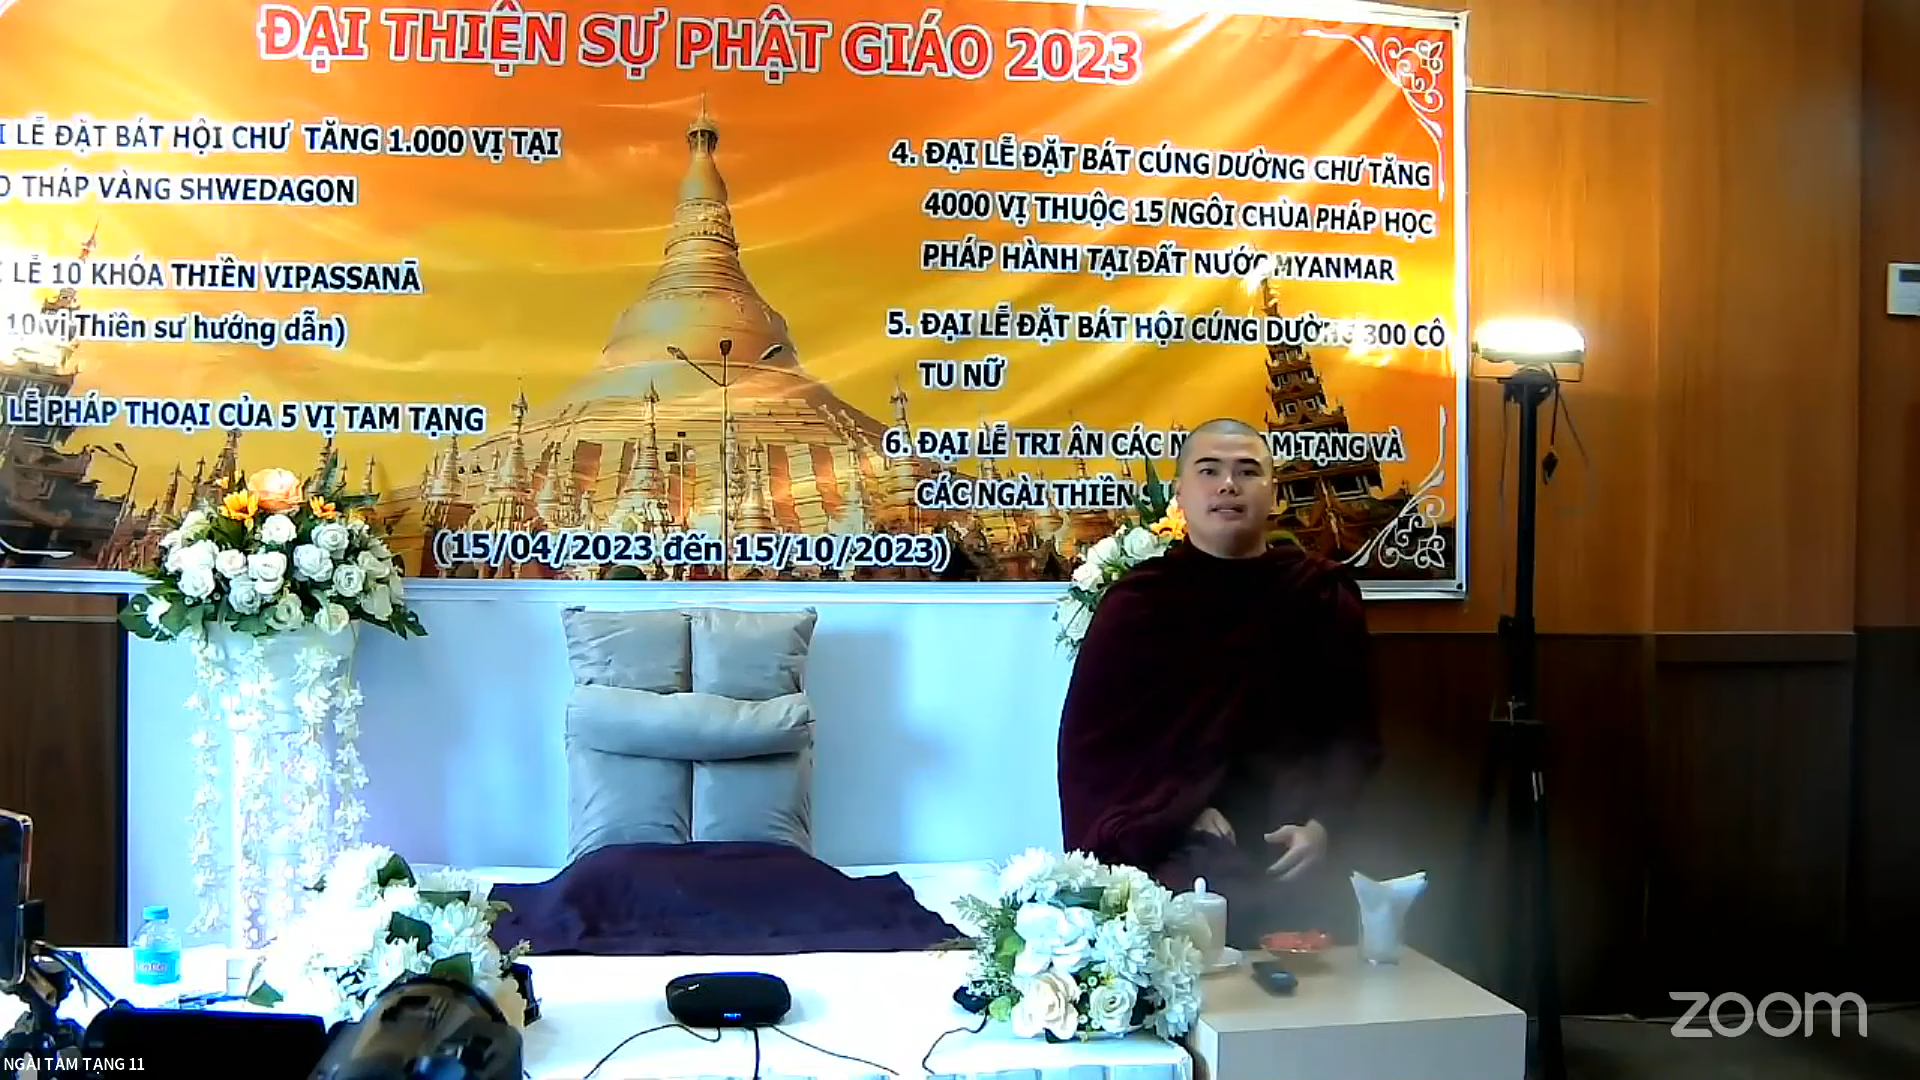 ĐẠI THIỆN SỰ PHẬT GIÁO 2023
LỄ ĐẶT BÁT HỘI CHƯ TĂNG 1.000 VỊ TẠI
THÁP VÀNG SHWEDAGON
LỄ 10 KHÓA THIỀN VIPASSANĀ
10 vị Thiền sư hướng dẫn)
LỄ PHÁP THOẠI CỦA 5 VỊ TAM TẠNG
4. ĐẠI LỄ ĐẶT BÁT CÚNG DƯỜNG CHƯ TĂNG
4000 VỊ THUỘC 15 NGÔI CHÙA PHÁP HỌC
PHÁP HÀNH TẠI ĐẤT NƯỚC MYANMAR
5. ĐẠI LỄ ĐẶT BÁT HỘI CÚNG DƯỜNG 300 CÔ
TU NỮ
6. ĐẠI LỄ TRI ÂN CÁC TẠNG VÀ
CÁC NGÀI THIỀN
(15/04/2023 đến 15/10/2023)
zoom
NGÀI TAM TẠNG 11